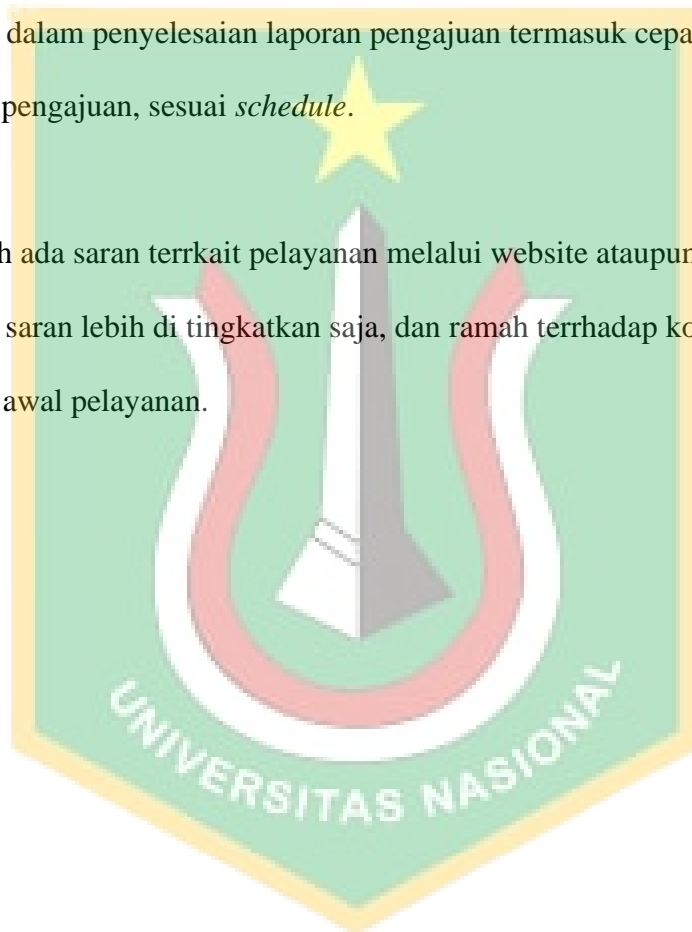 dalam penyelesaian laporan pengajuan termasuk cepa
pengajuan, sesuai schedule.
h ada saran terrkait pelayanan melalui website ataupun
saran lebih di tingkatkan saja, dan ramah terrhadap ko
awal pelayanan.
UNIVERSITAS NASIONAL